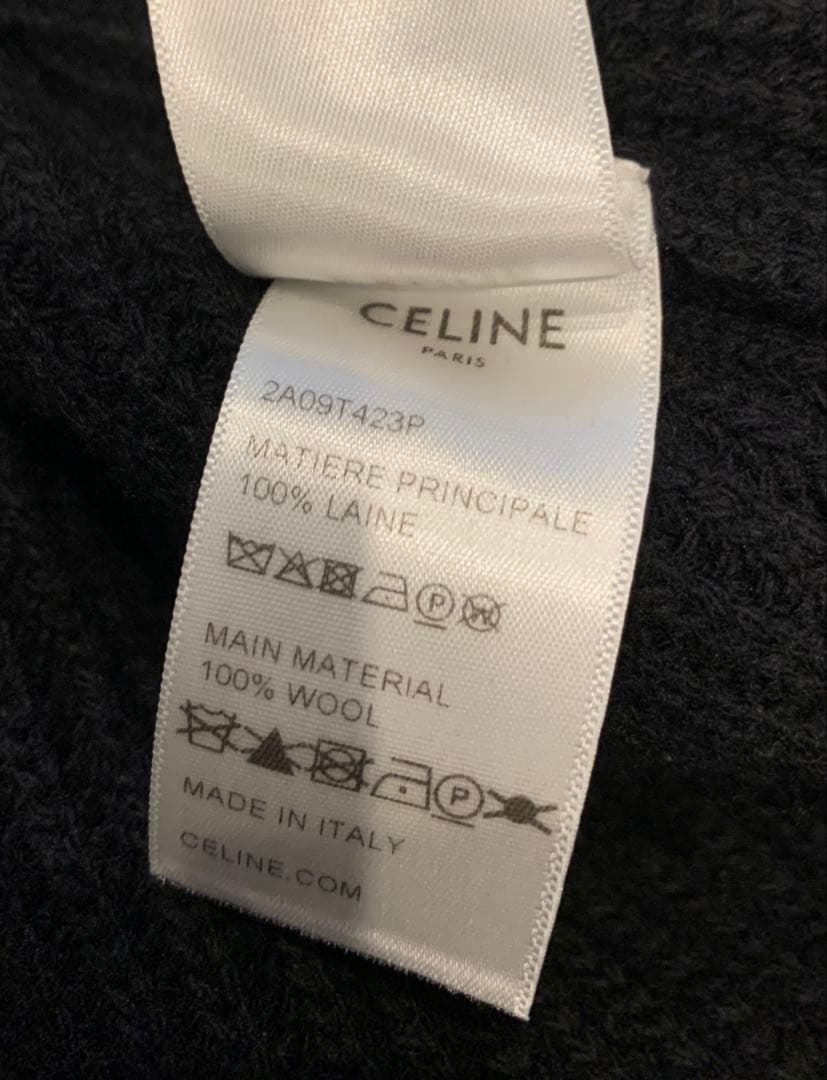 CELINE
PARIS
2A09T423P
MATIERE PRINCIPALE
100% LAINE
P W
MAIN MATERIAL
100% WOOL
P
MADE IN ITALY
CELINE.COM